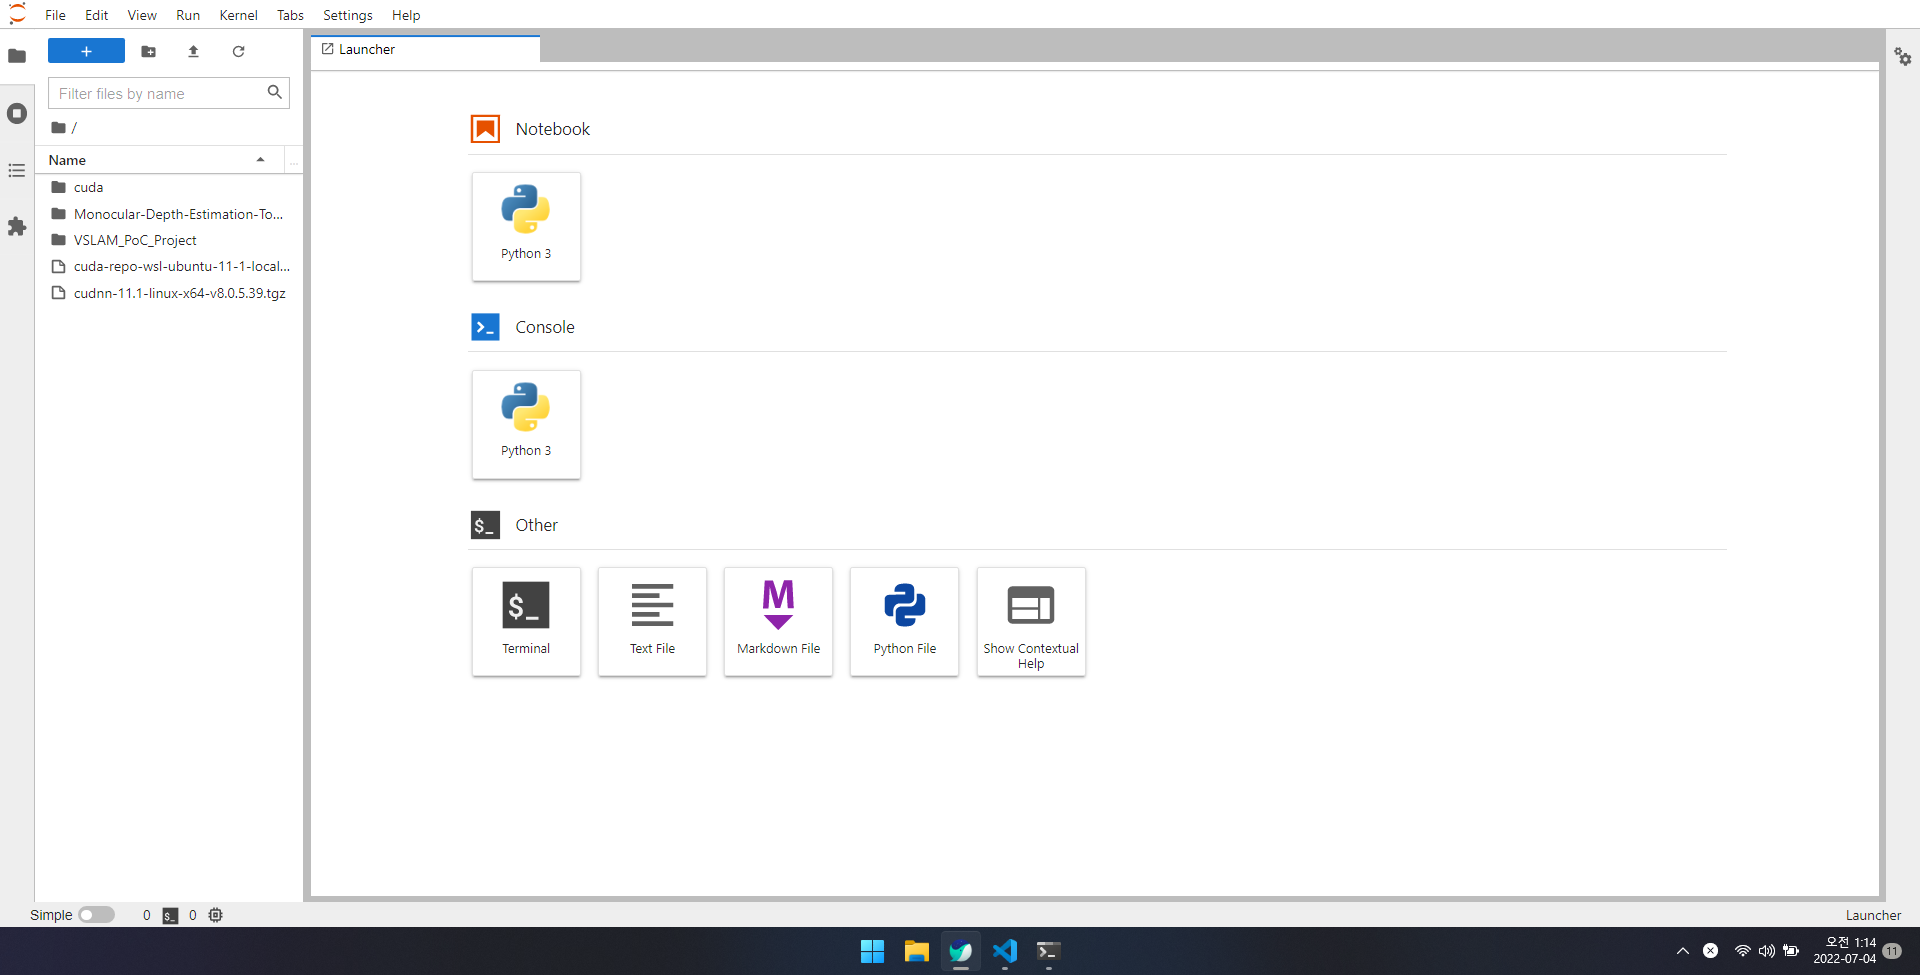 File Edit View Run Kernel Tabs Settings Help
Launcher
Filter files by name
/
Name
cuda
Monocular-Depth-Estimation-To...
VSLAM_PoC_Project
cuda-repo-wsl-ubuntu-11-1-local...
cudnn-11.1-linux-x64-v8.0.5.39.tgz
Notebook
Python 3
Console
Python 3
$_ Other
$_
Terminal
Text File
M
Markdown File
Python File
Show Contextual
Help
Simple 0 $_ 0
Launcher
오전 1:14
2022-07-04
11